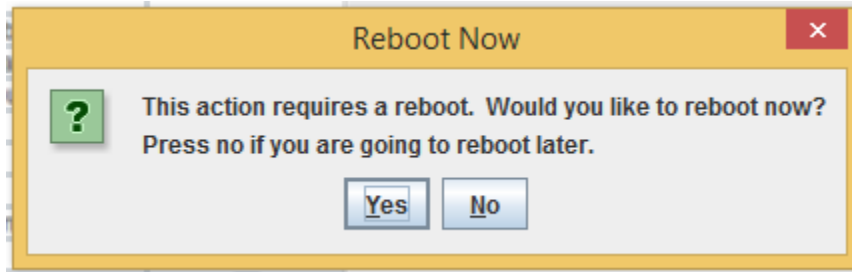 Reboot Now
This action requires a reboot. Would you like to reboot now?
Press no if you are going to reboot later.
Yes No